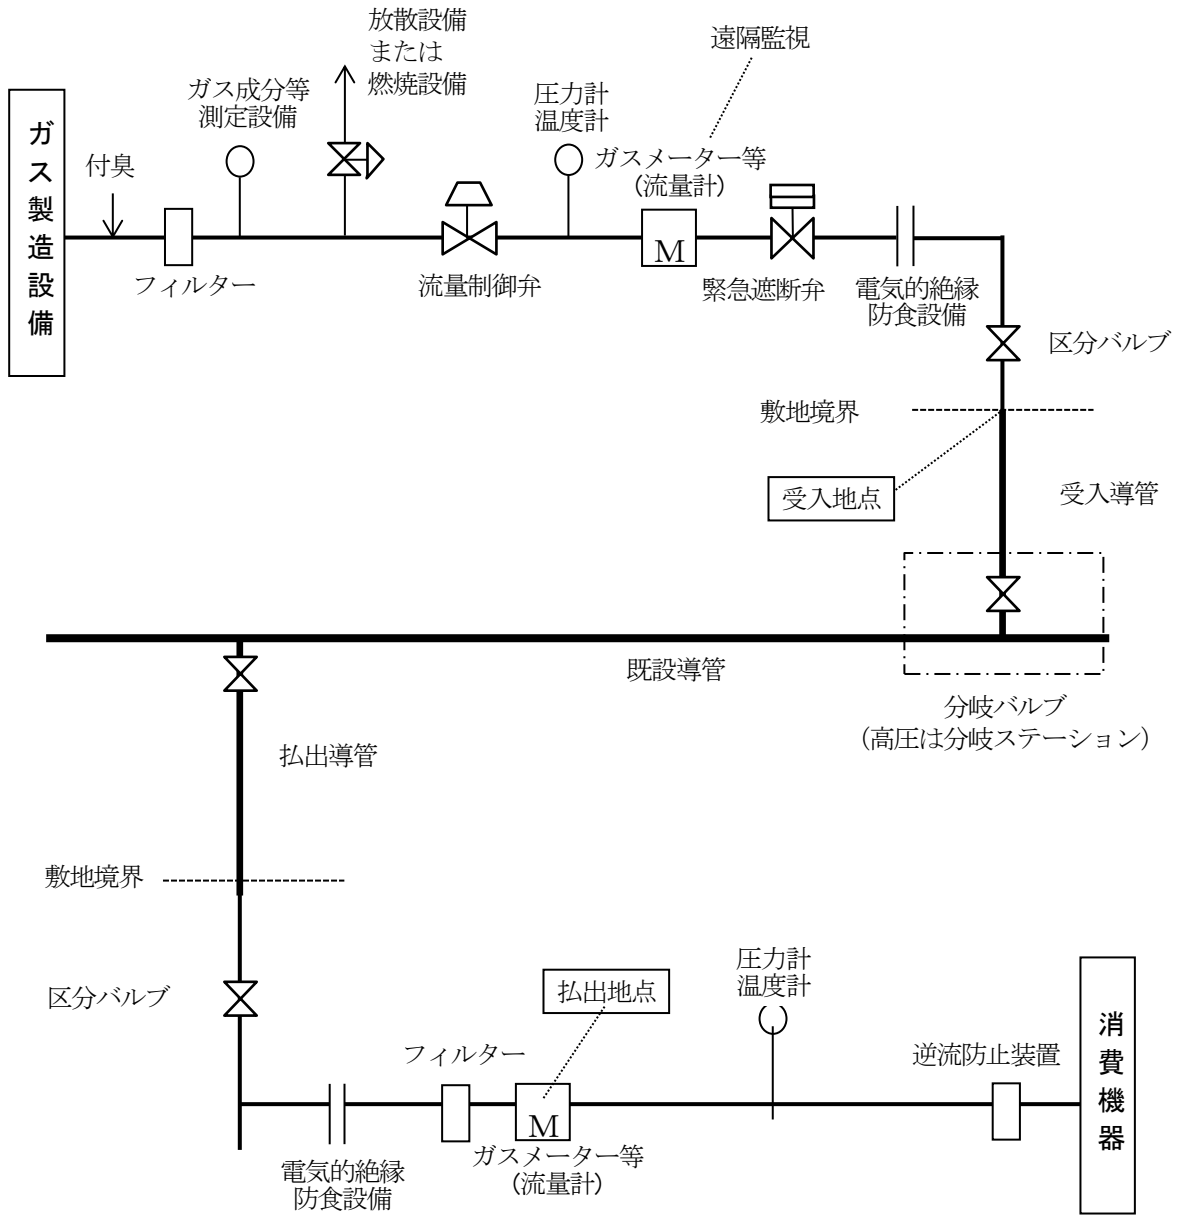 放散設備
または
燃焼設備
遠隔監視
ガス成分等
測定設備
圧力計
温度計
ガス製造設備
付臭
ガスメーター等
(流量計)
M
フィルター
流量制御弁
緊急遮断弁
電気的絶縁
防食設備
区分バルブ
敷地境界
受入地点
受入導管
既設導管
分岐バルブ
（高圧は分岐ステーション）
払出導管
敷地境界
区分バルブ
払出地点
圧力計
温度計
消費機器
フィルター
逆流防止装置
M
ガスメーター等
(流量計)
電気的絶縁
防食設備